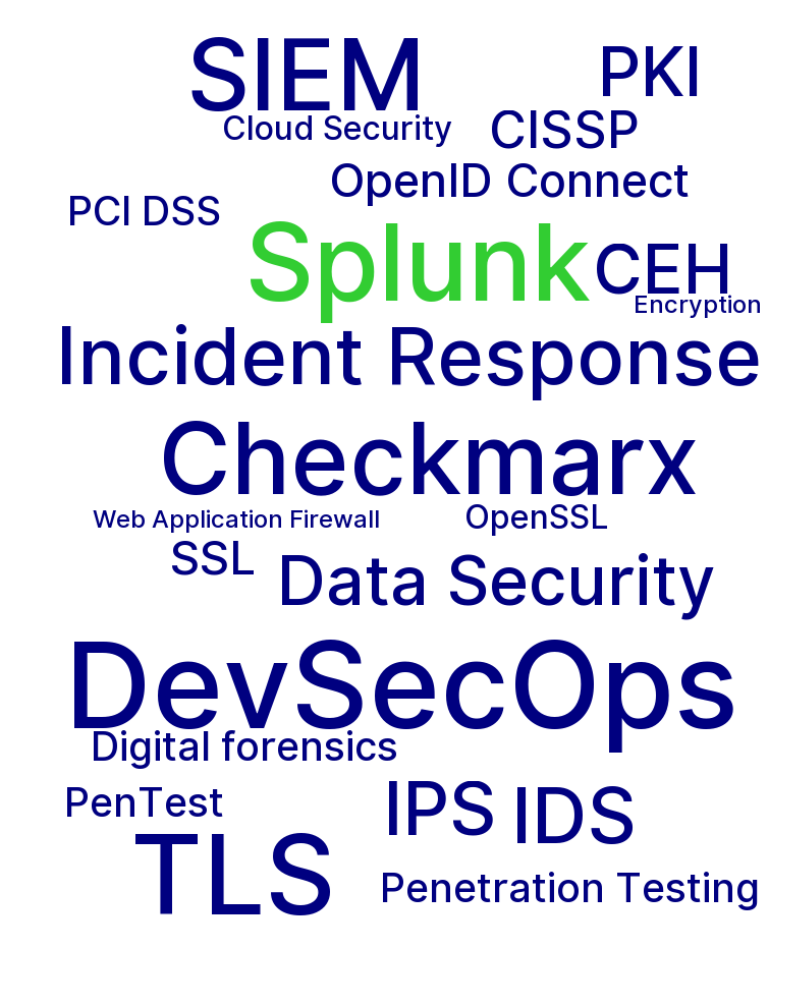 SIEM
PKI
Cloud Security
CISSP
OpenID Connect
PCI DSS
Splunk
CEH
Encryption
Incident Response
Checkmarx
Web Application Firewall
OpenSSL
SSL
Data Security
DevSecOps
Digital forensics
PenTest
IPS
IDS
TLS
Penetration Testing